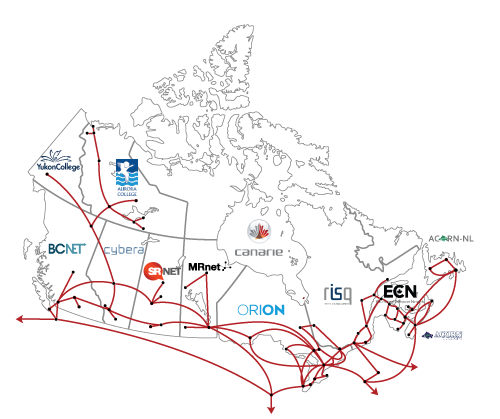 YukonCollege
AURORA
COLLEGE
BCNET
cybera
SRNET
MRnet
canarie
ORION
risq
ECN
ACORN-NL